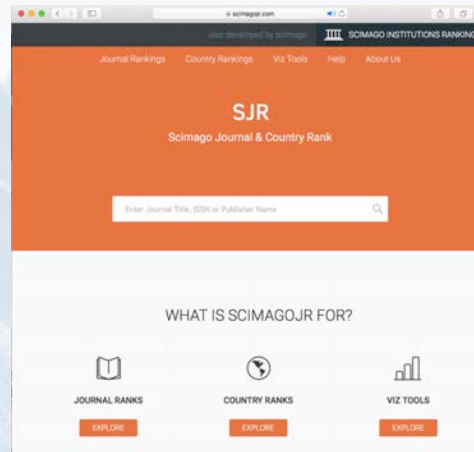 scimagojr.com
also developed by scimago
SCIMAGO INSTITUTIONS RANKING
Journal Rankings Country Rankings Viz Tools Help About Us
SJR
Scimago Journal & Country Rank
Enter Journal Title, ISSN or Publisher Name
WHAT IS SCIMAGOJR FOR?
JOURNAL RANKS COUNTRY RANKS VIZ TOOLS
EXPLORE EXPLORE EXPLORE